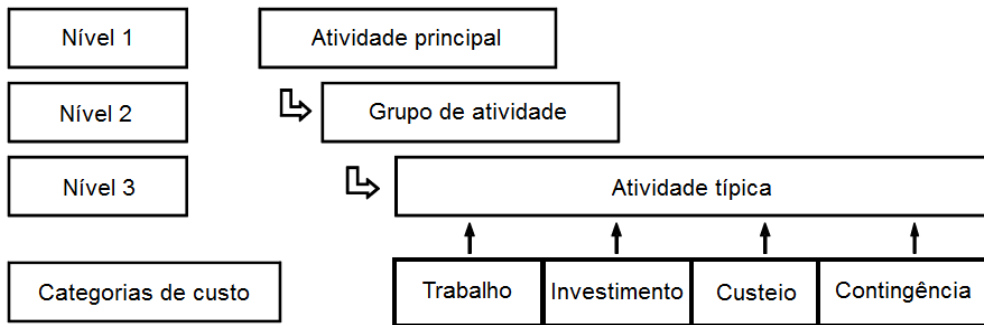 Nível 1
Atividade principal
Nível 2
Grupo de atividade
Nível 3
Atividade típica
Categorias de custo
Trabalho
Investimento
Custeio
Contingência